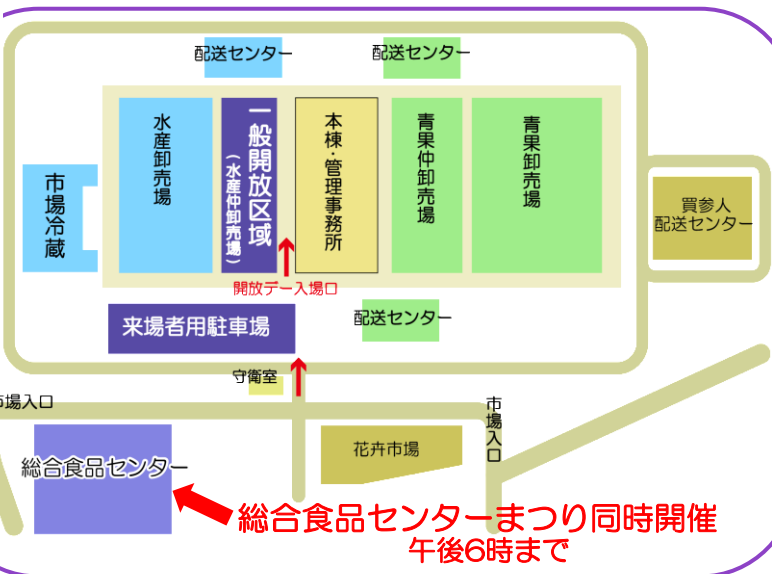 配送センター
配送センター
水産卸売場
一般開放区域
(水産仲卸売場)
本棟・管理事務所
青果仲卸売場
青果卸売場
市場冷蔵
買参人
配送センター
開放デー入場口
来場者用駐車場
配送センター
守衛室
市場入口
市場入口
総合食品センター
花卉市場
総合食品センターまつり同時開催
午後6時まで